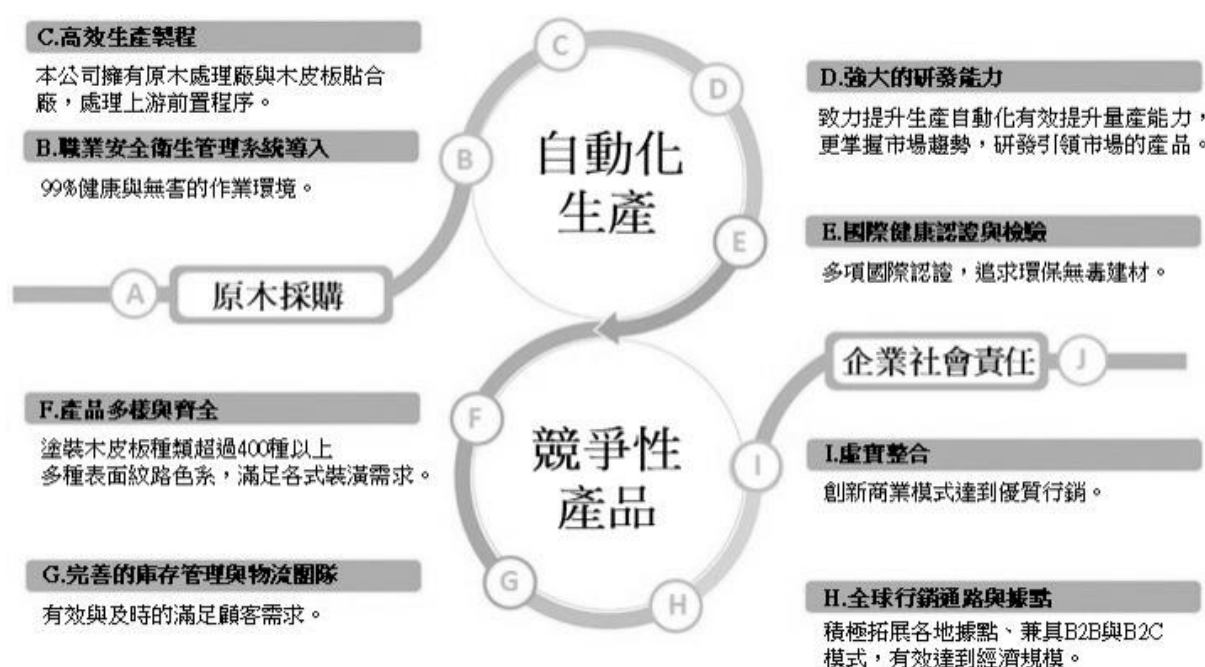 C.高效生產製程
本公司擁有原木處理廠與木皮板貼合
廠，處理上游前置程序。
B.職業安全衛生管理系統導入
99%健康與無害的作業環境。
A
原木採購
B
C
D
E
自動化
生產
D.強大的研發能力
致力提升生產自動化有效提升量產能力，
更掌握市場趨勢，研發引領市場的產品。
E.國際健康認證與檢驗
多項國際認證，追求環保無毒建材。
企業社會責任
J
F.產品多樣與齊全
塗裝木皮板種類超過400種以上
多種表面紋路色系，滿足各式裝潢需求。
G.完善的庫存管理與物流團隊
有效與及時的滿足顧客需求。
F
G
H
I
競爭性
產品
I.虛實整合
創新商業模式達到優質行銷。
H.全球行銷通路與據點
積極拓展各地據點、兼具B2B與B2C
模式，有效達到經濟規模。